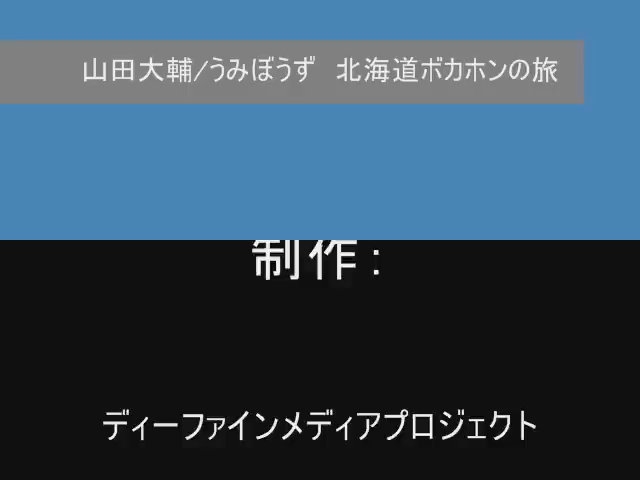 山田大輔/うみぼうず　北海道ボカホンの旅
制作:
ディーファインメディアプロジェクト